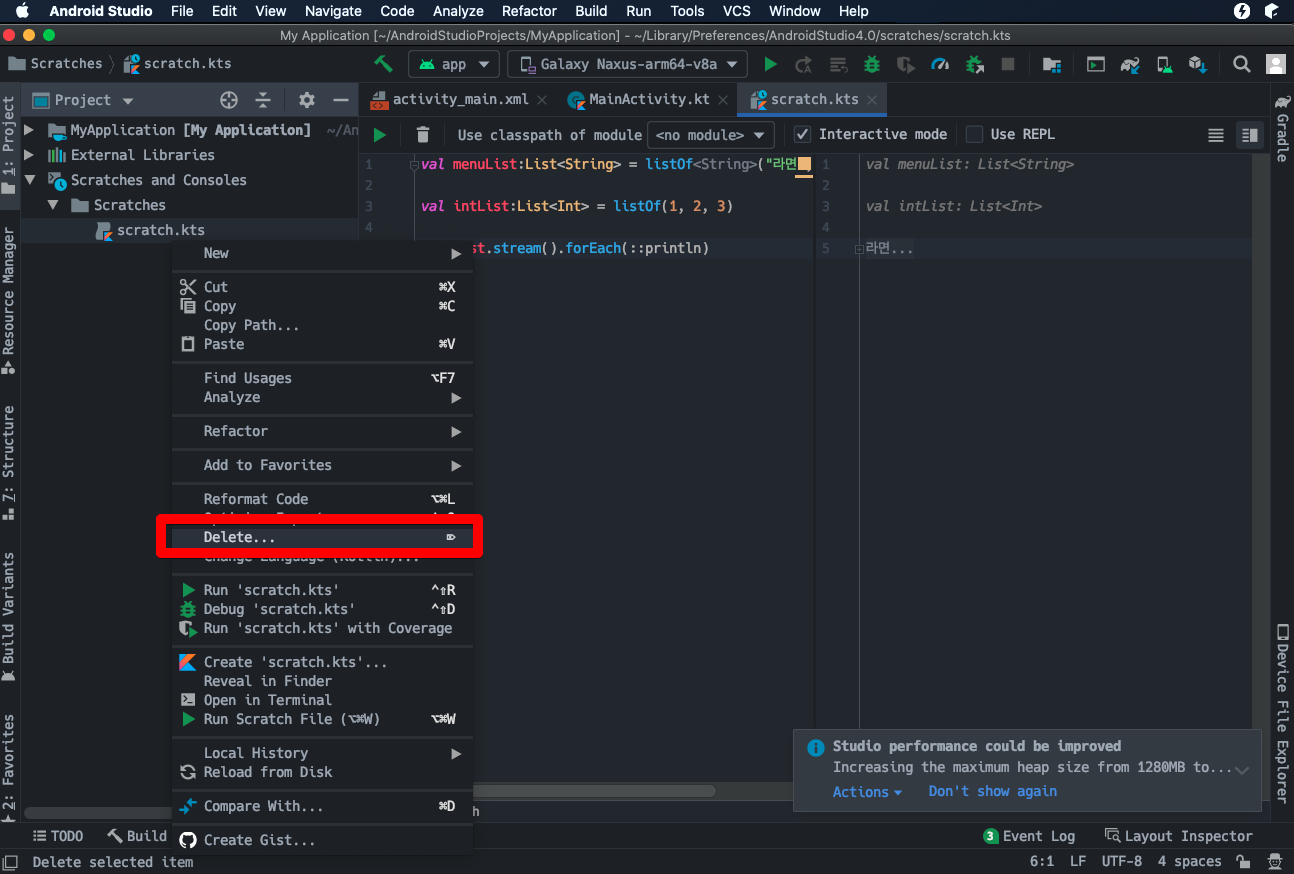 Android Studio File Edit View Navigate Code Analyze Refactor Build Run Tools VCS Window Help
My Application [~/AndroidStudioProjects/MyApplication] - ~/Library/Preferences/AndroidStudio4.0/scratches/scratch.kts
Scratches scratch.kts app Galaxy Naxus-arm64-v8a
Project activity_main.xml MainActivity.kt scratch.kts
Use classpath of module <no module> Interactive mode Use REPL
MyApplication [My Application] ~/An
External Libraries
Scratches and Consoles
Scratches
scratch.kts
1 val menuList:List<String> = listOf<String>("라면
2
3 val intList:List<Int> = listOf(1, 2, 3)
4
st.stream().forEach(::println)
1 val menuList: List<String>
2
3 val intList: List<Int>
4
5 라면...
New
Cut ⌘X
Copy ⌘C
Copy Path...
Paste ⌘V
Find Usages ⌥F7
Analyze
Refactor
Add to Favorites
Reformat Code ⌥⌘L
Delete... ⌦
Change Language (Kotlin)...
Run 'scratch.kts' ^⇧R
Debug 'scratch.kts' ^⇧D
Run 'scratch.kts' with Coverage
Create 'scratch.kts'...
Reveal in Finder
Open in Terminal
Run Scratch File (⌥⌘W) ⌥⌘W
Local History
Reload from Disk
Compare With... ⌘D
Create Gist...
1: Project
Resource Manager
7: Structure
Build Variants
2: Favorites
Gradle
Device File Explorer
Studio performance could be improved
Increasing the maximum heap size from 1280MB to...
Actions Don't show again
h
TODO Build 3 Event Log Layout Inspector
Delete selected item 6:1 LF UTF-8 4 spaces